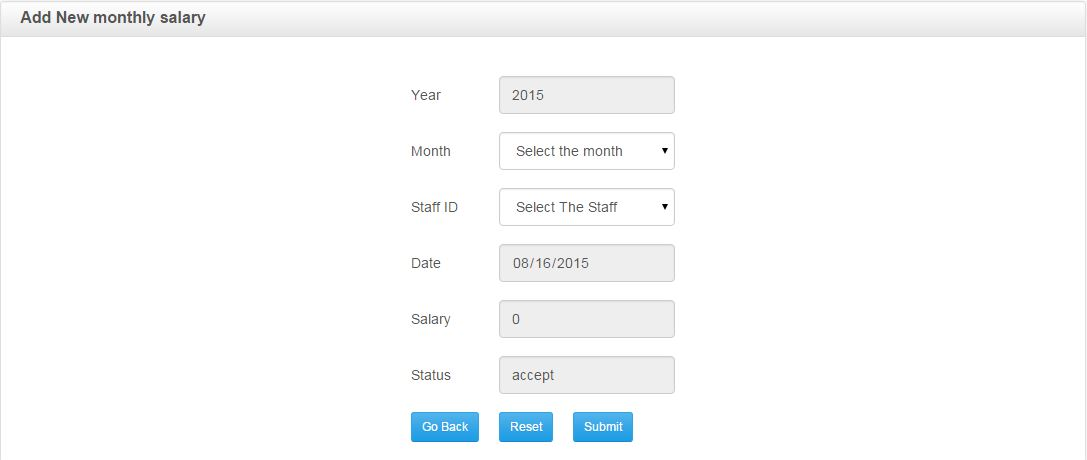 Add New monthly salary
Year 2015
Month Select the month
Staff ID Select The Staff
Date 08/16/2015
Salary 0
Status accept
Go Back Reset Submit